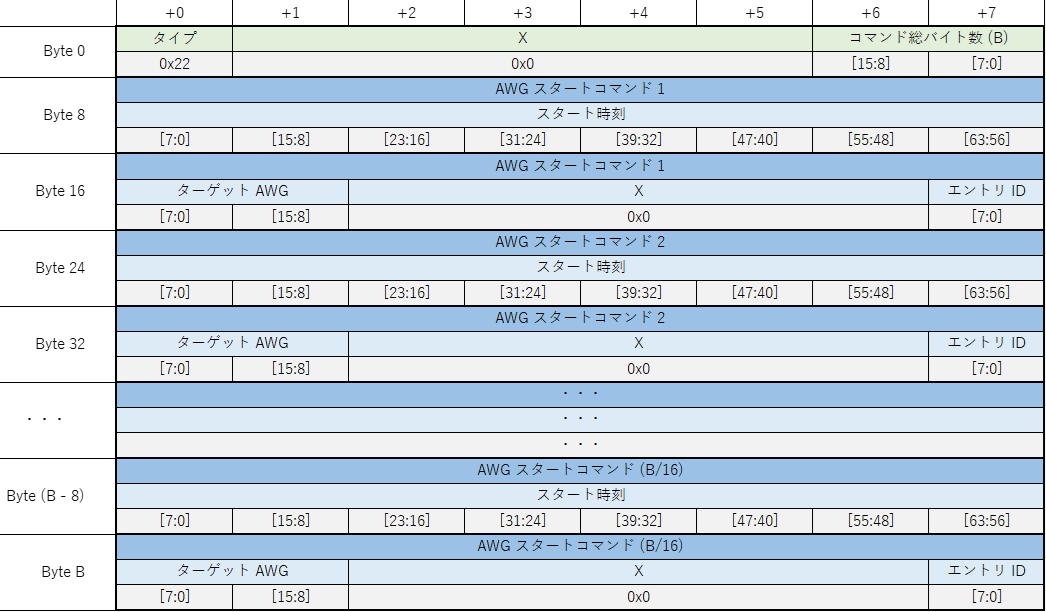 +0 +1 +2 +3 +4 +5 +6 +7
Byte 0 タイプ X コマンド総バイト数 (B)
0x22 0x0 [15:8] [7:0]
Byte 8 AWG スタートコマンド 1
スタート時刻
[7:0] [15:8] [23:16] [31:24] [39:32] [47:40] [55:48] [63:56]
Byte 16 AWG スタートコマンド 1
ターゲット AWG X エントリ ID
[7:0] [15:8] 0x0 [7:0]
Byte 24 AWG スタートコマンド 2
スタート時刻
[7:0] [15:8] [23:16] [31:24] [39:32] [47:40] [55:48] [63:56]
Byte 32 AWG スタートコマンド 2
ターゲット AWG X エントリ ID
[7:0] [15:8] 0x0 [7:0]
・・・ ・・・
・・・
・・・
Byte (B - 8) AWG スタートコマンド (B/16)
スタート時刻
[7:0] [15:8] [23:16] [31:24] [39:32] [47:40] [55:48] [63:56]
Byte B AWG スタートコマンド (B/16)
ターゲット AWG X エントリ ID
[7:0] [15:8] 0x0 [7:0]